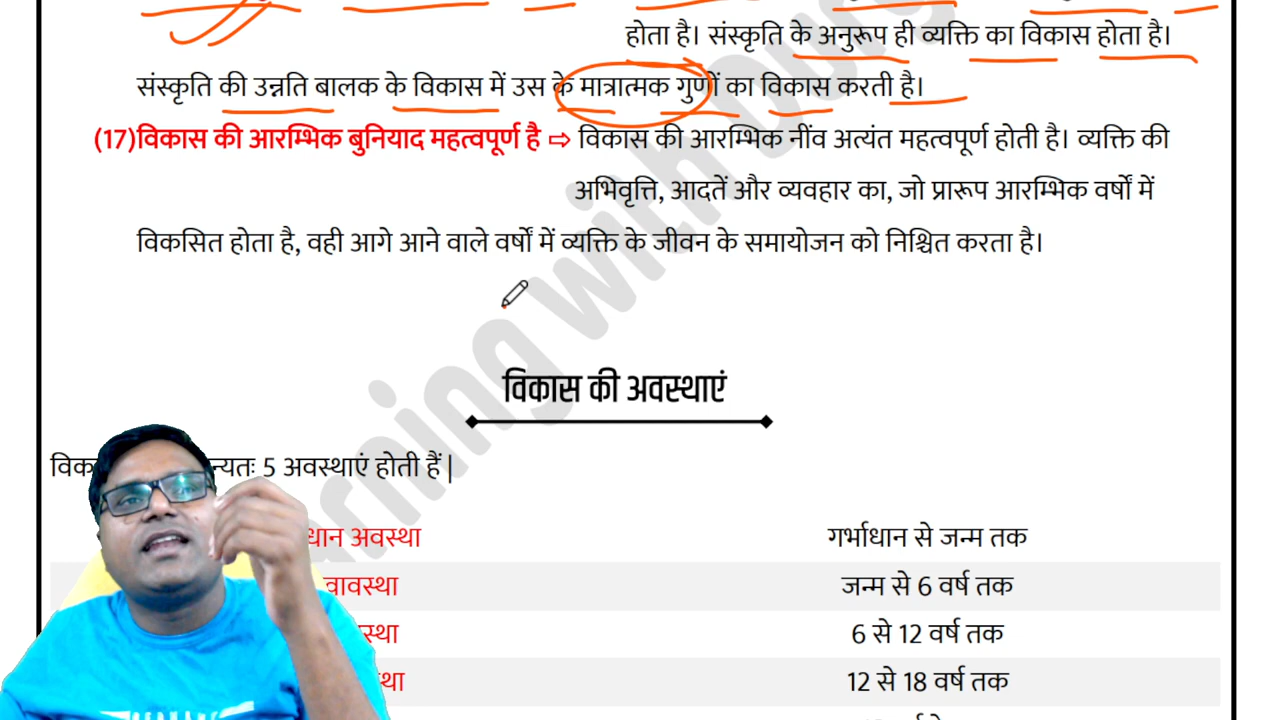 होता है। संस्कृति के अनुरूप ही व्यक्ति का विकास होता है।
संस्कृति की उन्नति बालक के विकास में उस के मात्रात्मक गुणों का विकास करती है।
(17)विकास की आरम्भिक बुनियाद महत्वपूर्ण है ⇨ विकास की आरम्भिक नींव अत्यंत महत्वपूर्ण होती है। व्यक्ति की
अभिवृत्ति, आदतें और व्यवहार का, जो प्रारूप आरम्भिक वर्षों में
विकसित होता है, वही आगे आने वाले वर्षों में व्यक्ति के जीवन के समायोजन को निश्चित करता है।
विकास की अवस्थाएं
5 अवस्थाएं होती हैं|
अवस्था गर्भाधान से जन्म तक
जन्म से 6 वर्ष तक
6 से 12 वर्ष तक
12 से 18 वर्ष तक